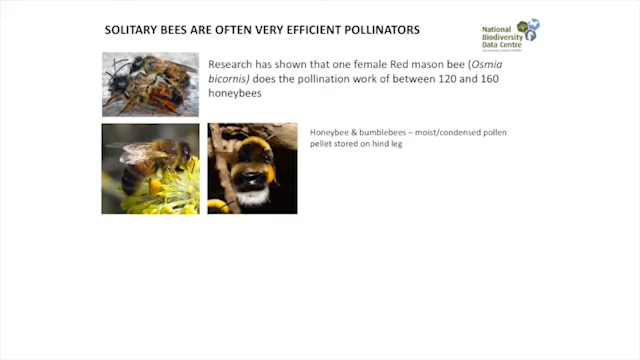 SOLITARY BEES ARE OFTEN VERY EFFICIENT POLLINATORS
National
Biodiversity
Data Centre
Research has shown that one female Red mason bee (Osmia
bicornis) does the pollination work of between 120 and 160
honeybees
Honeybee & bumblebees – moist/condensed pollen
pellet stored on hind leg